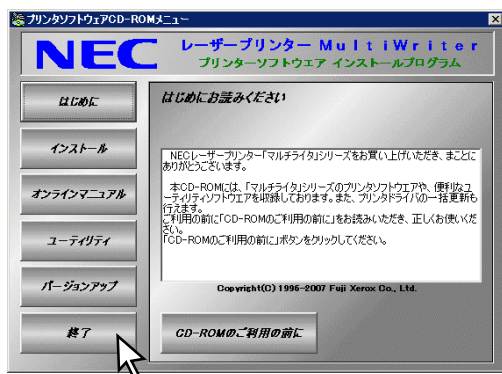 プリンタソフトウェアCD-ROMメニュー
NEC
レーザープリンター MultiWriter
プリンターソフトウエア インストールプログラム
はじめに
インストール
オンラインマニュアル
ユーティリティ
バージョンアップ
終了
はじめにお読みください
NECレーザープリンター「マルチライタ」シリーズをお買い上げいただき、まことに
ありがとうございます。
本CD-ROMには、「マルチライタ」シリーズのプリンタソフトウエアや、便利なユ
ーティリティソフトウエアを収録しております。また、プリンタドライバの一括更新も
行えます。
ご利用の前に「CD-ROMのご利用の前に」をお読みいただき、正しくお使いくだ
さい。
「CD-ROMのご利用の前に」ボタンをクリックしてください。
Copyright(C) 1996-2007 Fuji Xerox Co., Ltd.
CD-ROMのご利用の前に